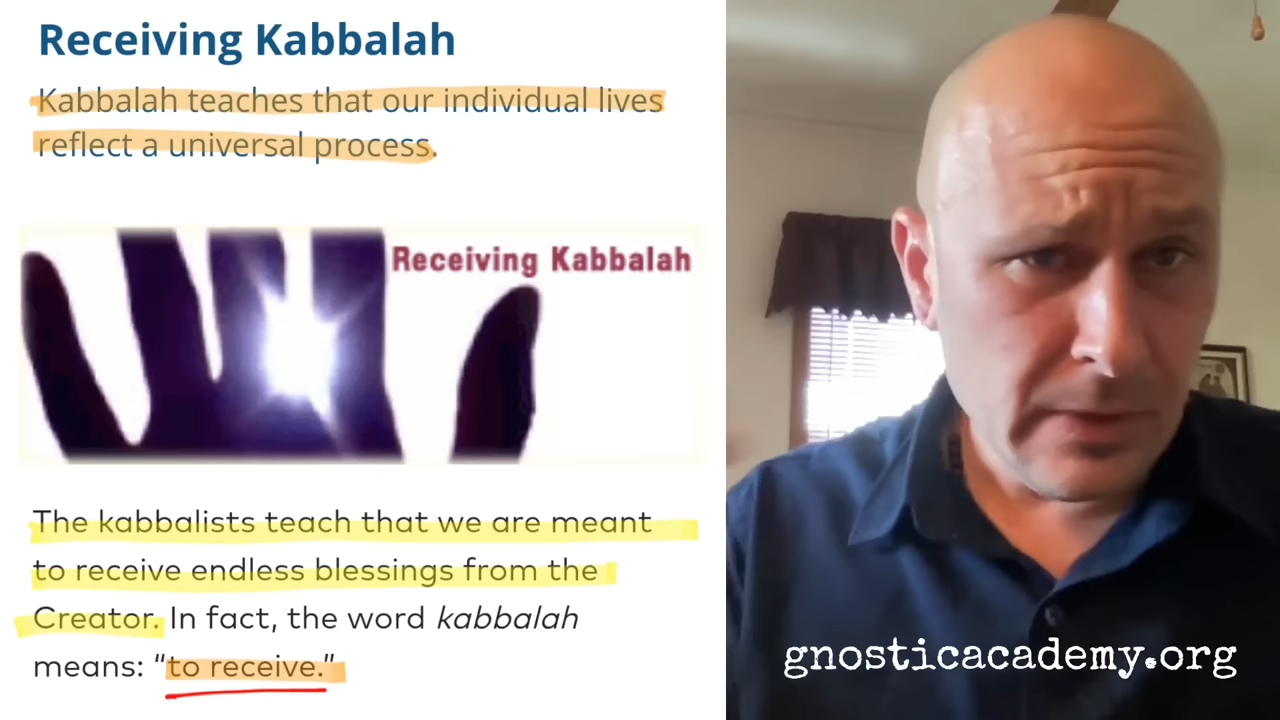 Receiving Kabbalah
Kabbalah teaches that our individual lives
reflect a universal process.
Receiving Kabbalah
The kabbalists teach that we are meant
to receive endless blessings from the
Creator. In fact, the word kabbalah
means: “to receive.”
gnosticacademy.org